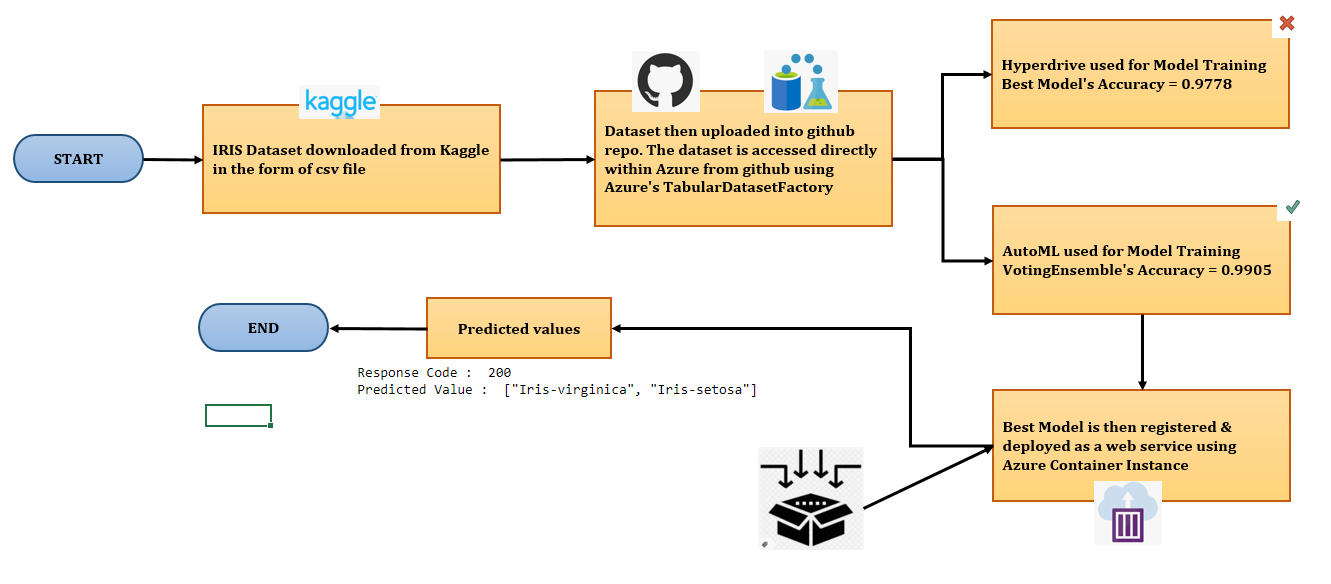 START
kaggle
IRIS Dataset downloaded from Kaggle
in the form of csv file
Dataset then uploaded into github
repo. The dataset is accessed directly
within Azure from github using
Azure's TabularDatasetFactory
Hyperdrive used for Model Training
Best Model's Accuracy = 0.9778
AutoML used for Model Training
VotingEnsemble's Accuracy = 0.9905
Best Model is then registered &
deployed as a web service using
Azure Container Instance
Predicted values
Response Code :  200
Predicted Value :  ["Iris-virginica", "Iris-setosa"]
END